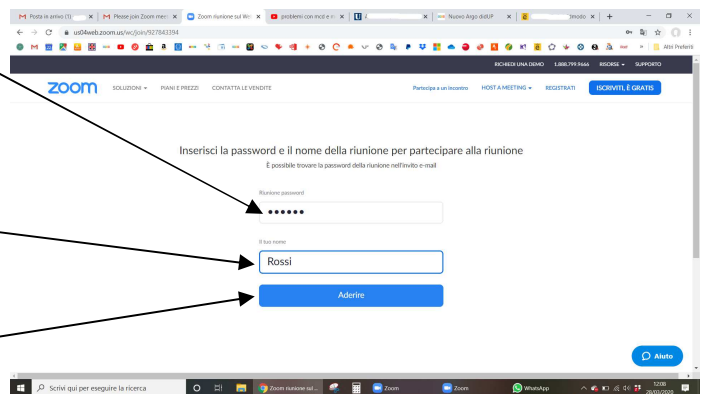 Posta in arrivo (1)
Please join Zoom mee
Zoom riunione sul We
problemi con mcd e
Nuovo Argo didUP
tmodo
us04web.zoom.us/wc/join/927843394
Altri Preferiti
RICHIEDI UNA DEMO 1.888.799.9666 RISORSE SUPPORTO
zoom SOLUZIONI PIANI E PREZZI CONTATTA LE VENDITE Partecipa a un incontro HOST A MEETING REGISTRATI ISCRIVITI, È GRATIS
Inserisci la password e il nome della riunione per partecipare alla riunione
È possibile trovare la password della riunione nell'invito e-mail
Riunione password
••••••
Il tuo nome
Rossi
Aderire
Aiuto
Scrivi qui per eseguire la ricerca
Zoom riunione sul ...
Zoom
Zoom
WhatsApp
12:08
26/03/2020